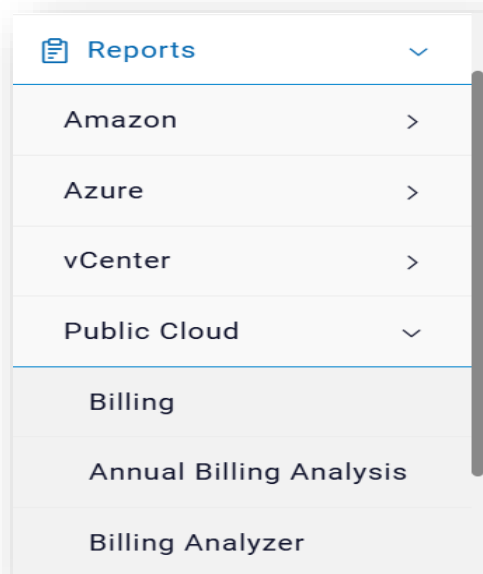 Reports
Amazon
Azure
vCenter
Public Cloud
Billing
Annual Billing Analysis
Billing Analyzer